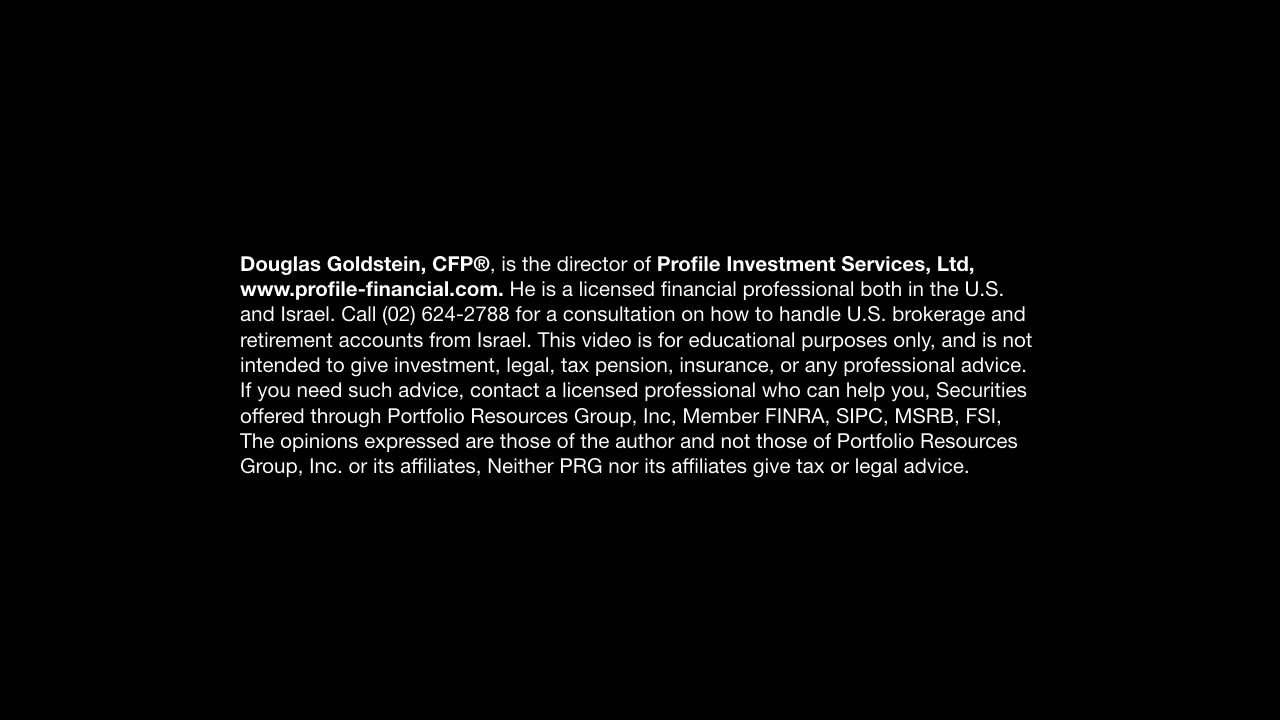 Douglas Goldstein, CFP®, is the director of Profile Investment Services, Ltd,
www.profile-financial.com. He is a licensed financial professional both in the U.S.
and Israel. Call (02) 624-2788 for a consultation on how to handle U.S. brokerage and
retirement accounts from Israel. This video is for educational purposes only, and is not
intended to give investment, legal, tax pension, insurance, or any professional advice.
If you need such advice, contact a licensed professional who can help you, Securities
offered through Portfolio Resources Group, Inc, Member FINRA, SIPC, MSRB, FSI,
The opinions expressed are those of the author and not those of Portfolio Resources
Group, Inc. or its affiliates, Neither PRG nor its affiliates give tax or legal advice.